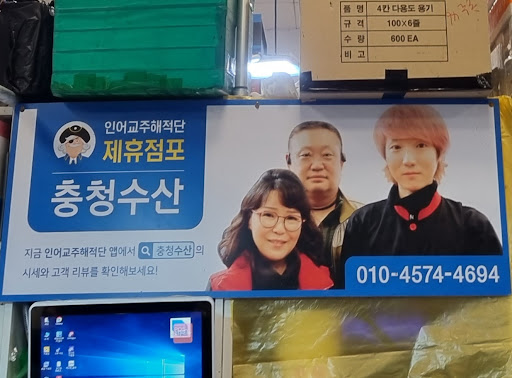 품 명 4칸 다용도 용기
규 격 100×6줄
수 량 600 EA
비 고
인어교주해적단
제휴점포
충청수산
지금 인어교주해적단 앱에서 충청수산의
시세와 고객 리뷰를 확인해보세요!
010-4574-4694